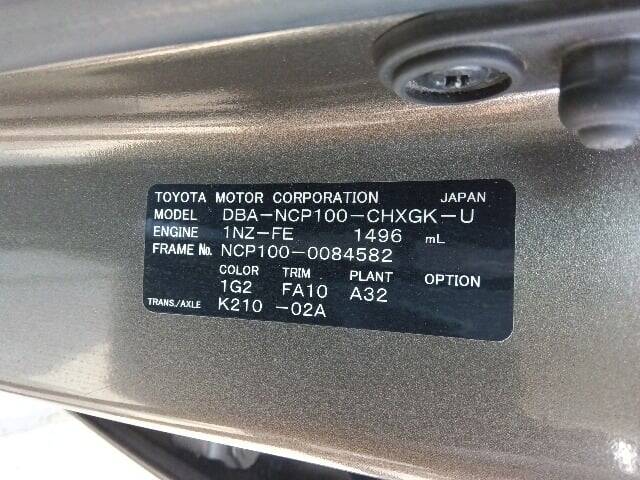 TOYOTA MOTOR CORPORATION JAPAN
MODEL DBA-NCP100-CHXGK-U
ENGINE 1NZ-FE 1496 mL
FRAME No. NCP100-0084582
COLOR TRIM PLANT OPTION
1G2 FA10 A32
TRANS./AXLE K210 -02A